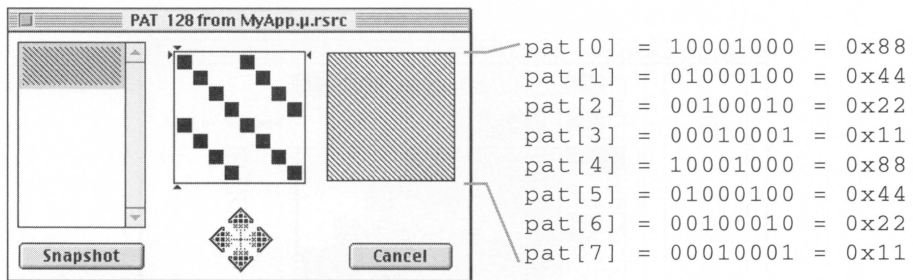 PAT 128 from MyApp.µ.rsrc
pat[0] = 10001000 = 0x88
pat[1] = 01000100 = 0x44
pat[2] = 00100010 = 0x22
pat[3] = 00010001 = 0x11
pat[4] = 10001000 = 0x88
pat[5] = 01000100 = 0x44
pat[6] = 00100010 = 0x22
pat[7] = 00010001 = 0x11
Snapshot
Cancel